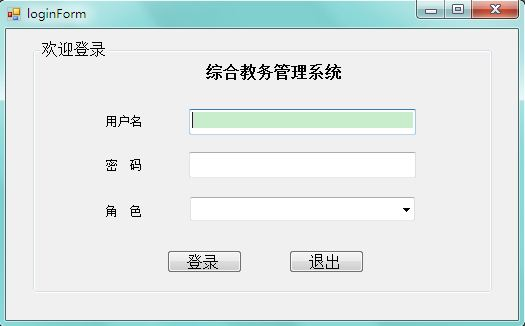 loginForm
欢迎登录
综合教务管理系统
用户名
密 码
角 色
登录 退出